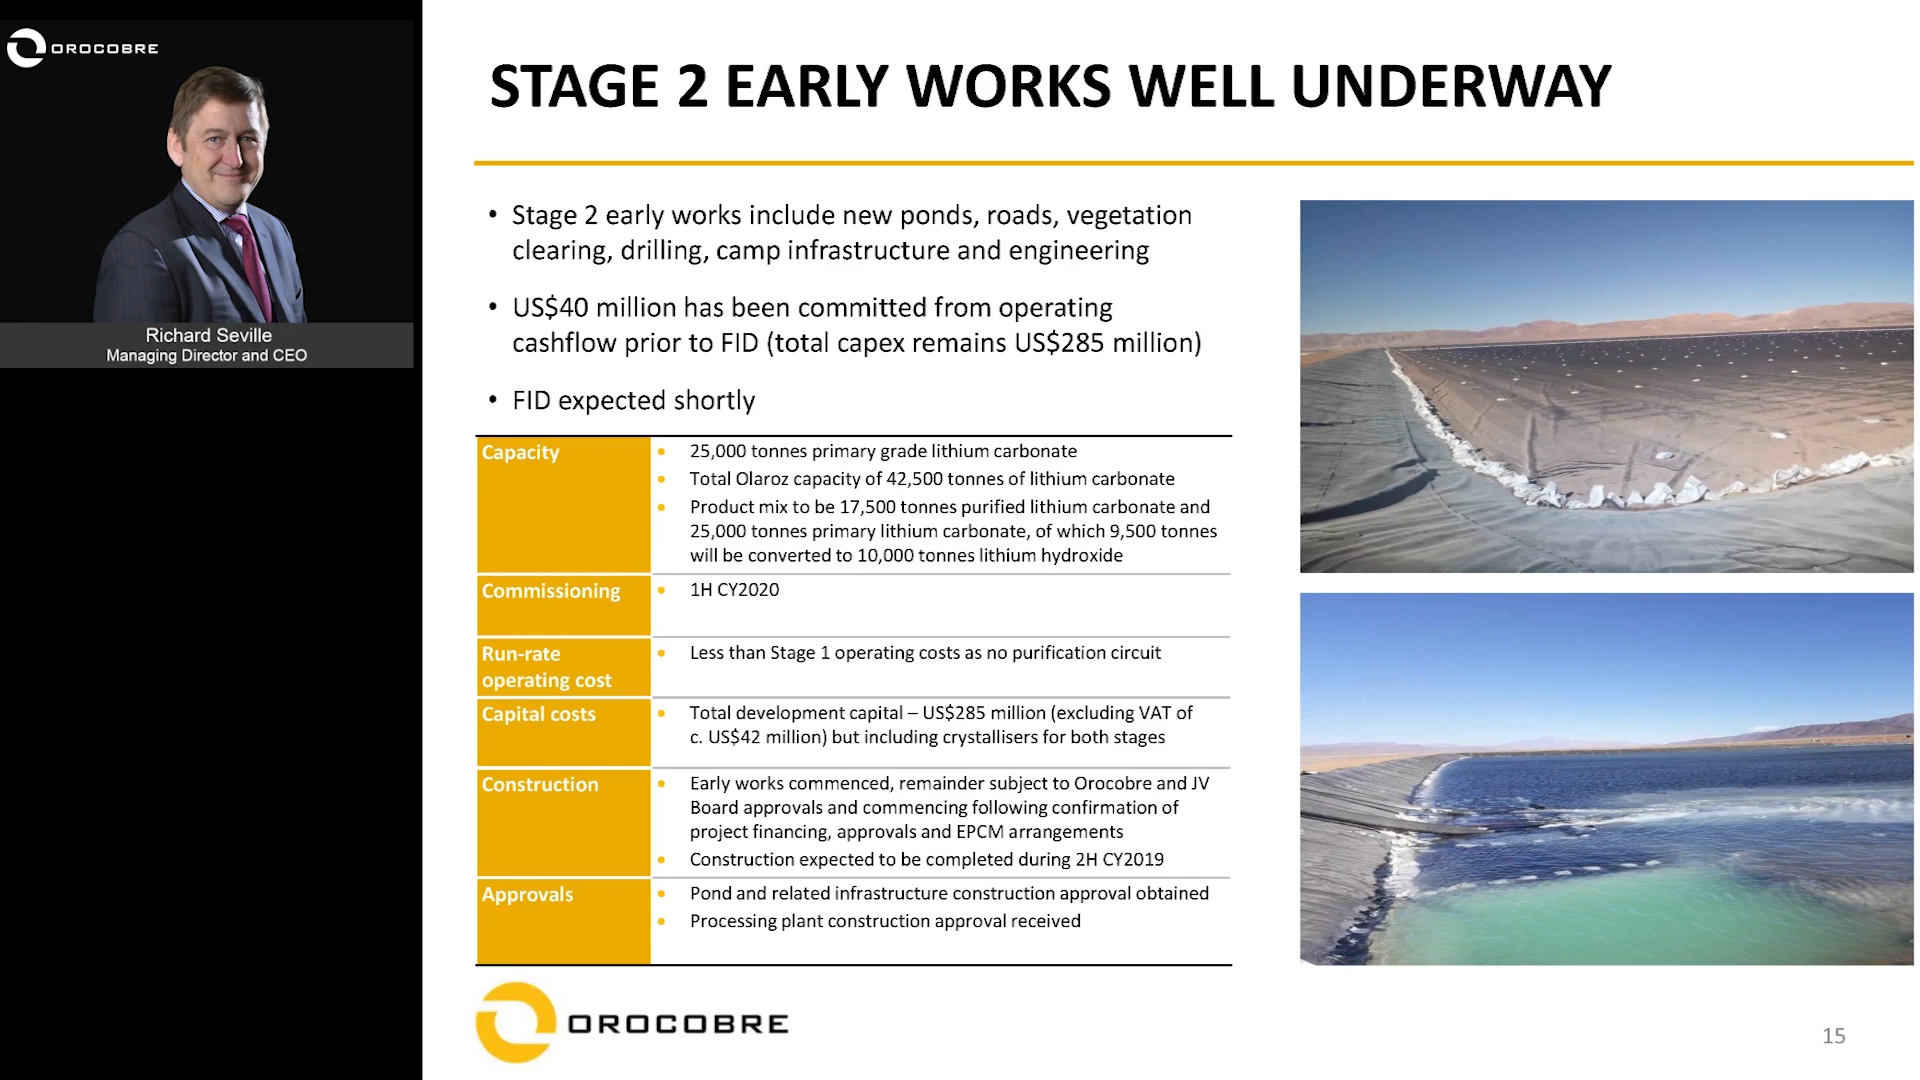 OROCOBRE
Richard Seville
Managing Director and CEO
STAGE 2 EARLY WORKS WELL UNDERWAY
• Stage 2 early works include new ponds, roads, vegetation
clearing, drilling, camp infrastructure and engineering
• US$40 million has been committed from operating
cashflow prior to FID (total capex remains US$285 million)
• FID expected shortly
Capacity
• 25,000 tonnes primary grade lithium carbonate
• Total Olaroz capacity of 42,500 tonnes of lithium carbonate
• Product mix to be 17,500 tonnes purified lithium carbonate and
25,000 tonnes primary lithium carbonate, of which 9,500 tonnes
will be converted to 10,000 tonnes lithium hydroxide
Commissioning
• 1H CY2020
Run-rate
operating cost
• Less than Stage 1 operating costs as no purification circuit
Capital costs
• Total development capital – US$285 million (excluding VAT of
c. US$42 million) but including crystallisers for both stages
Construction
• Early works commenced, remainder subject to Orocobre and JV
Board approvals and commencing following confirmation of
project financing, approvals and EPCM arrangements
• Construction expected to be completed during 2H CY2019
Approvals
• Pond and related infrastructure construction approval obtained
• Processing plant construction approval received
OROCOBRE
15